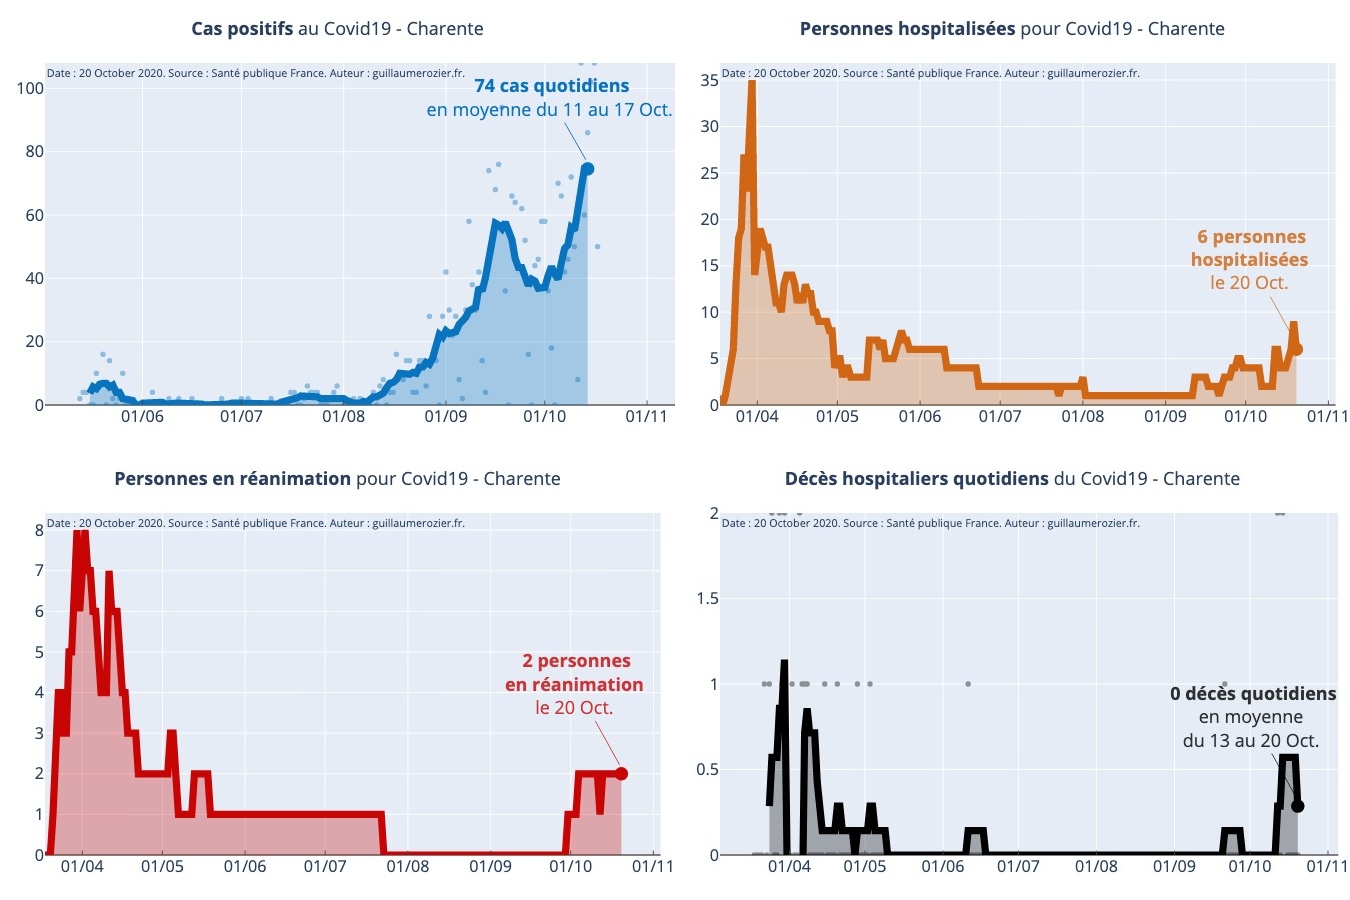 Cas positifs au Covid19 - Charente
Date : 20 October 2020. Source : Santé publique France. Auteur : guillaumerozier.fr.
74 cas quotidiens
en moyenne du 11 au 17 Oct.
100
80
60
40
20
0
01/06 01/07 01/08 01/09 01/10 01/11
Personnes hospitalisées pour Covid19 - Charente
Date : 20 October 2020. Source : Santé publique France. Auteur : guillaumerozier.fr.
35
30
25
20
15
10
5
0
6 personnes
hospitalisées
le 20 Oct.
01/04 01/05 01/06 01/07 01/08 01/09 01/10 01/11
Personnes en réanimation pour Covid19 - Charente
Date : 20 October 2020. Source : Santé publique France. Auteur : guillaumerozier.fr.
8
7
6
5
4
3
2
1
0
2 personnes
en réanimation
le 20 Oct.
01/04 01/05 01/06 01/07 01/08 01/09 01/10 01/11
Décès hospitaliers quotidiens du Covid19 - Charente
Date : 20 October 2020. Source : Santé publique France. Auteur : guillaumerozier.fr.
2
1.5
1
0.5
0
0 décès quotidiens
en moyenne
du 13 au 20 Oct.
01/04 01/05 01/06 01/07 01/08 01/09 01/10 01/11